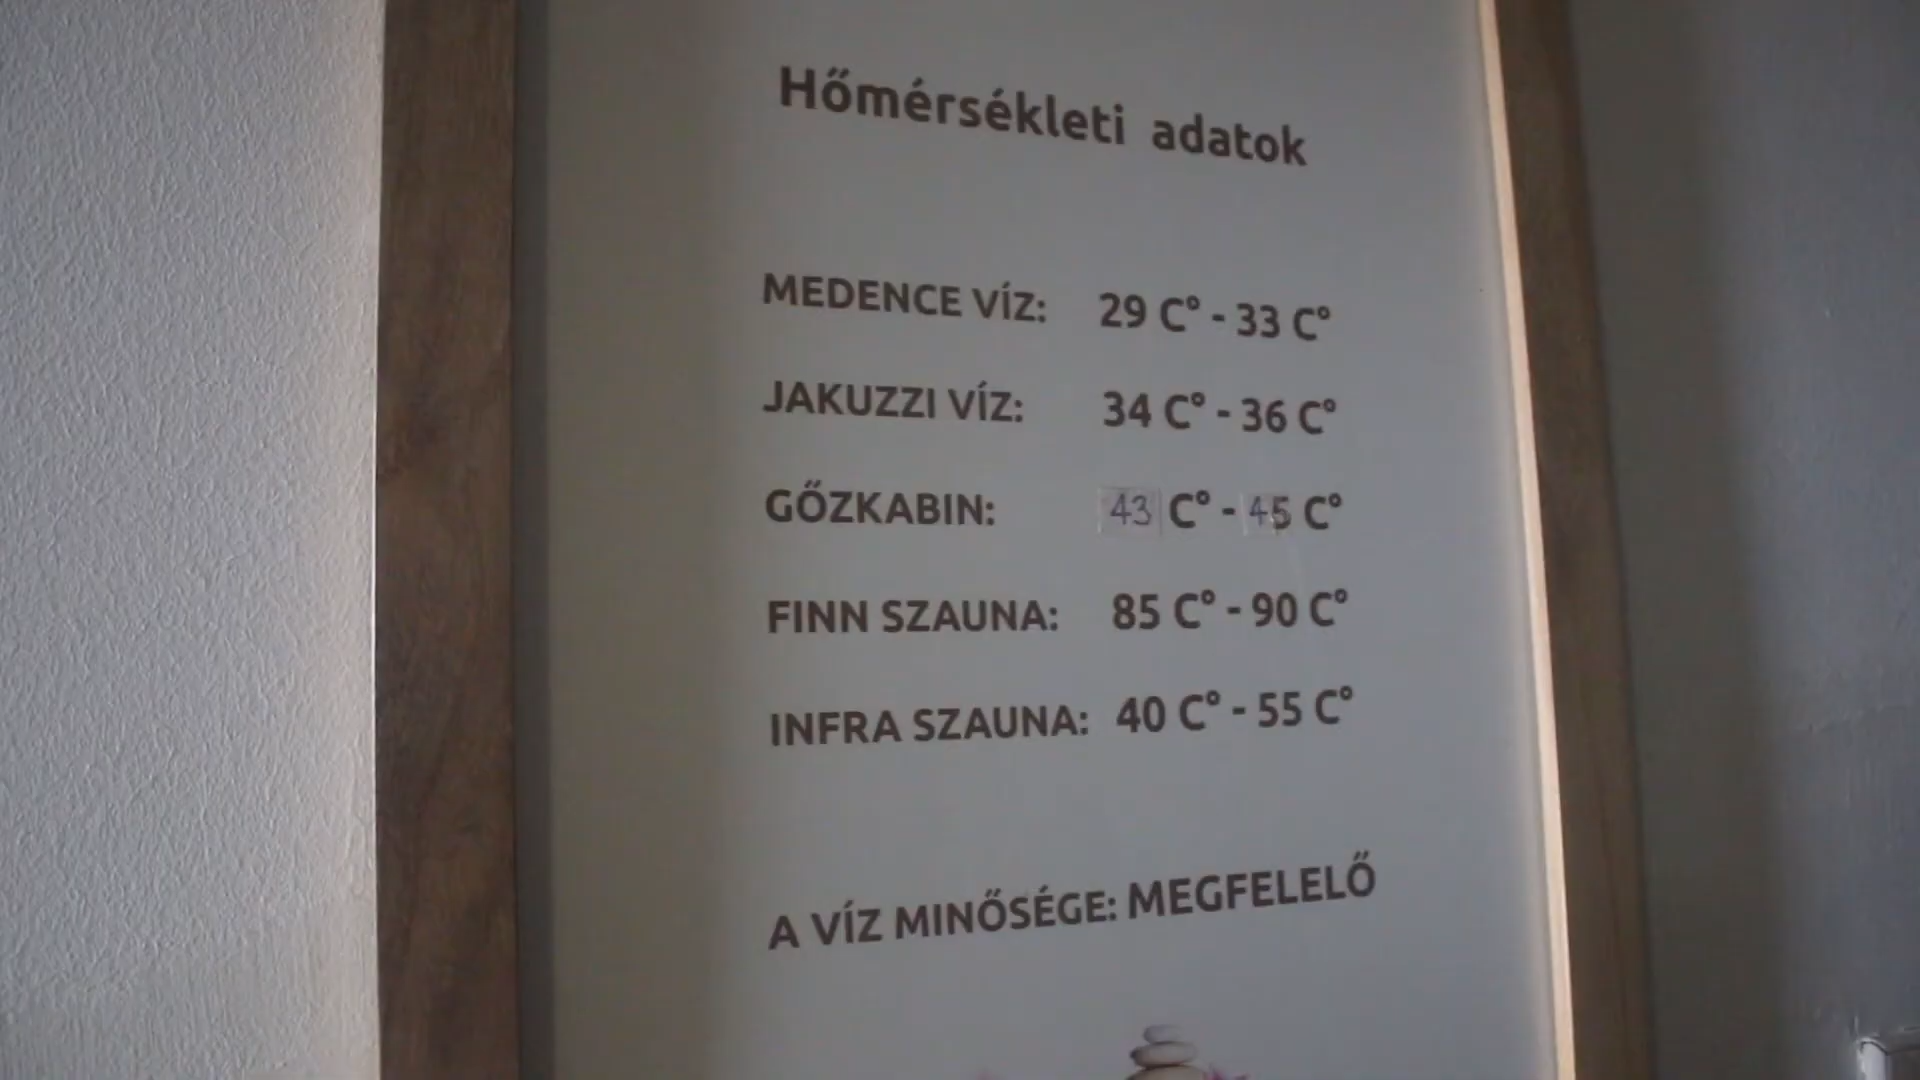 Hőmérsékleti adatok
MEDENCE VÍZ: 29 C° - 33 C°
JAKUZZI VÍZ: 34 C° - 36 C°
GŐZKABIN: 43 C° - 45 C°
FINN SZAUNA: 85 C° - 90 C°
INFRA SZAUNA: 40 C° - 55 C°
A VÍZ MINŐSÉGE: MEGFELELŐ